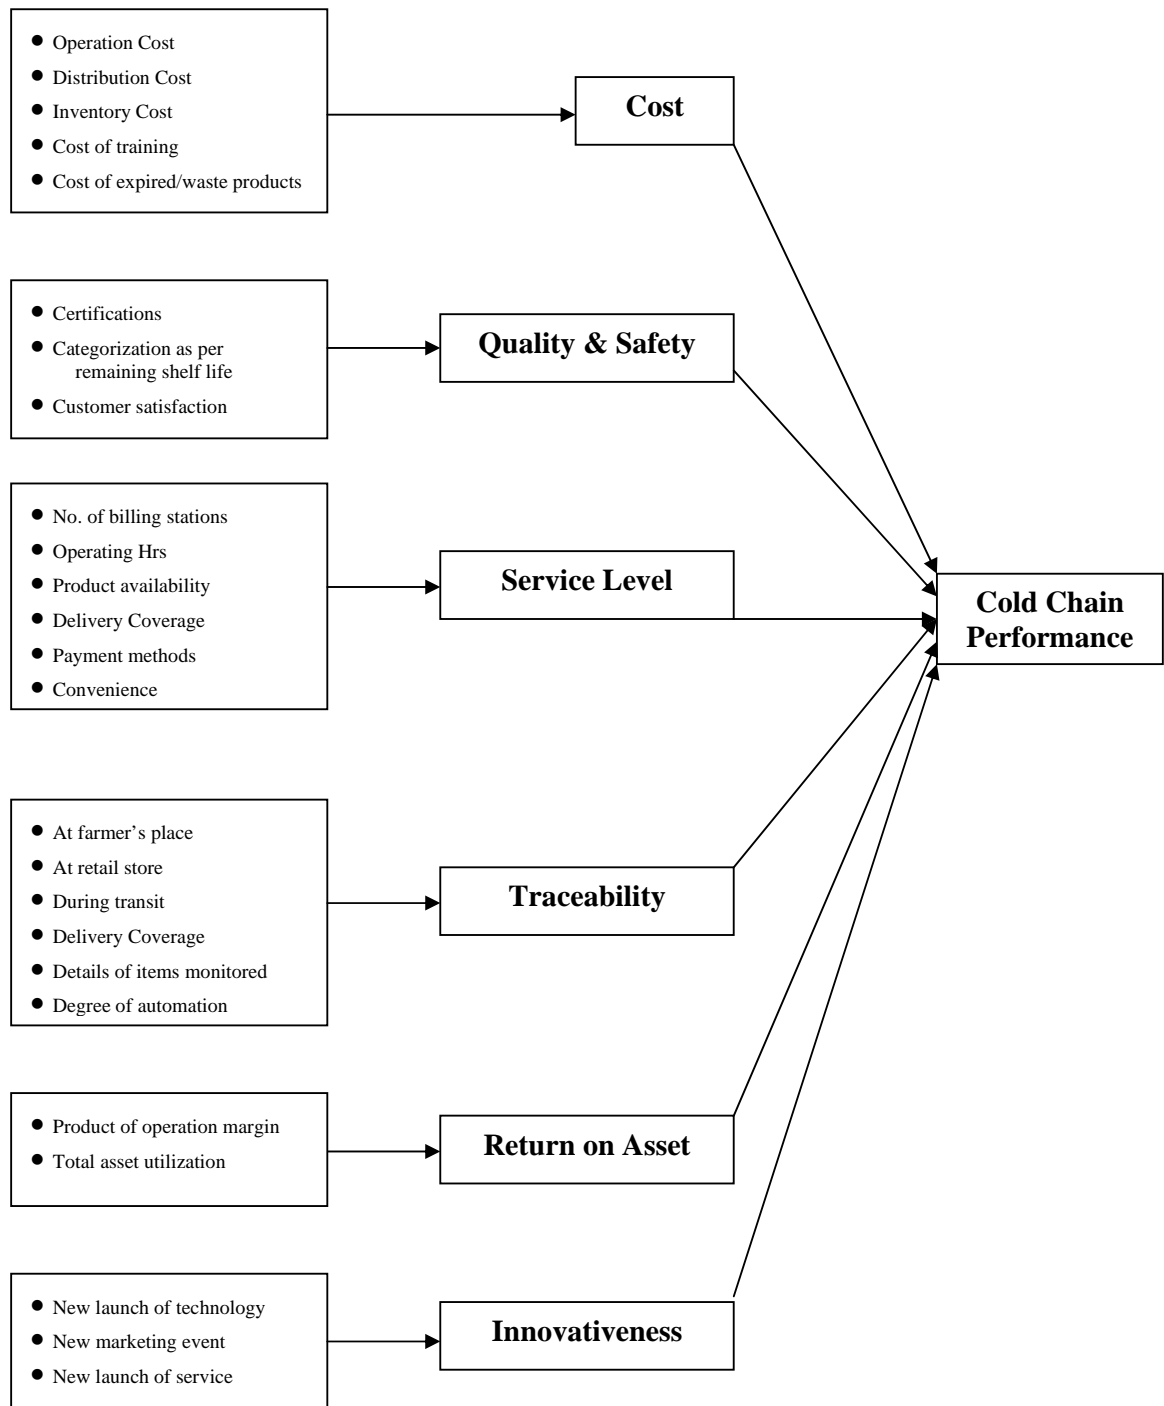 ● Operation Cost
● Distribution Cost
● Inventory Cost
● Cost of training
● Cost of expired/waste products
Cost
● Certifications
● Categorization as per
remaining shelf life
● Customer satisfaction
Quality & Safety
● No. of billing stations
● Operating Hrs
● Product availability
● Delivery Coverage
● Payment methods
● Convenience
Service Level
Cold Chain
Performance
● At farmer’s place
● At retail store
● During transit
● Delivery Coverage
● Details of items monitored
● Degree of automation
Traceability
● Product of operation margin
● Total asset utilization
Return on Asset
● New launch of technology
● New marketing event
● New launch of service
Innovativeness